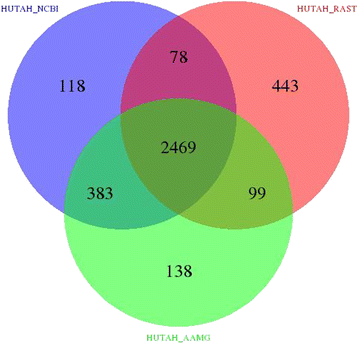 HUTAH_NCBI HUTAH_RAST
78
118 443
2469
383 99
138
HUTAH_AAMG